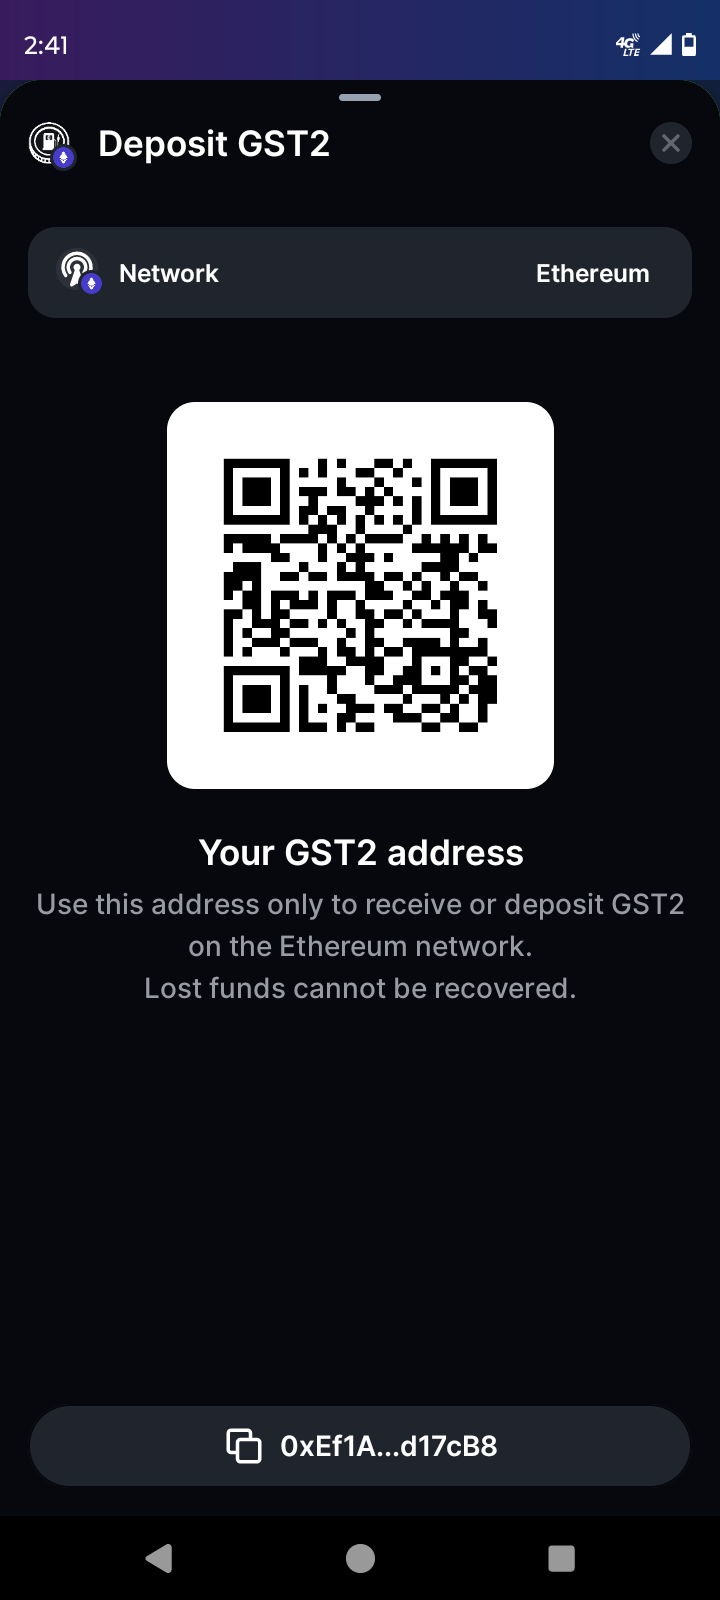 2:41
4G
LTE
Deposit GST2
Network
Ethereum
Your GST2 address
Use this address only to receive or deposit GST2
on the Ethereum network.
Lost funds cannot be recovered.
0xEf1A...d17cB8